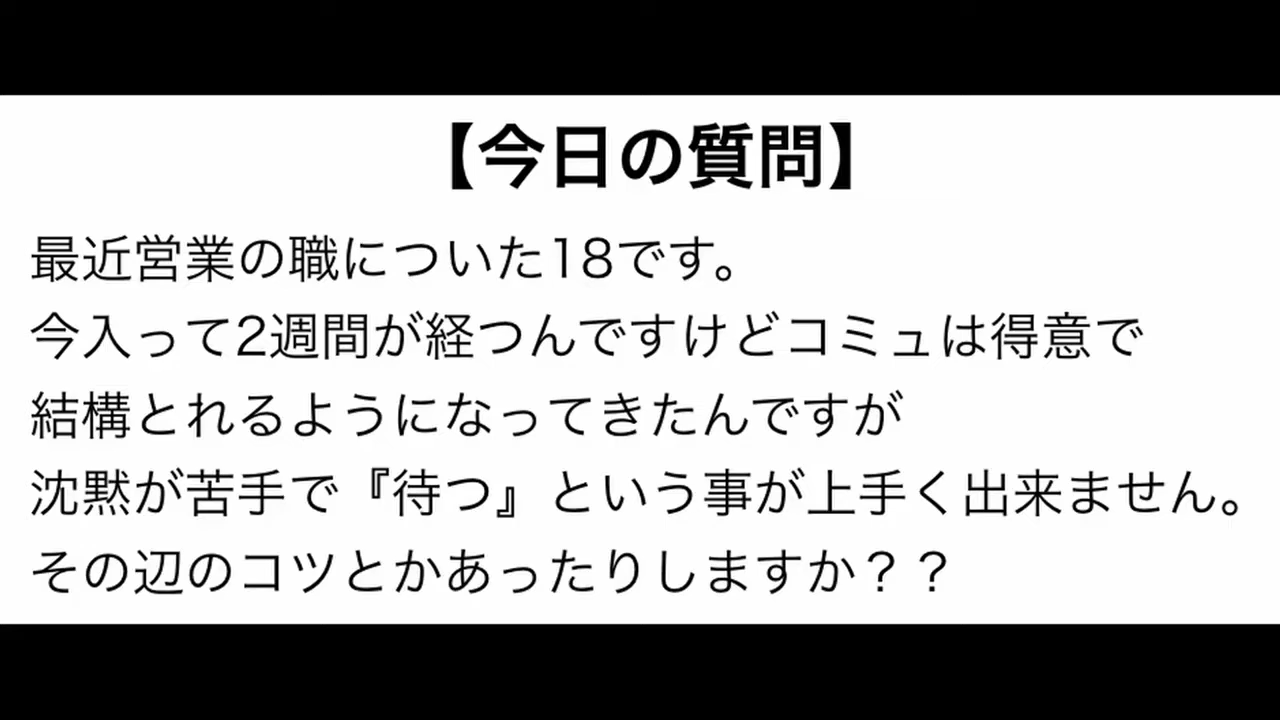 【今日の質問】
最近営業の職についた18です。
今入って2週間が経つんですけどコミュは得意で
結構とれるようになってきたんですが
沈黙が苦手で『待つ』という事が上手く出来ません。
その辺のコツとかあったりしますか？？